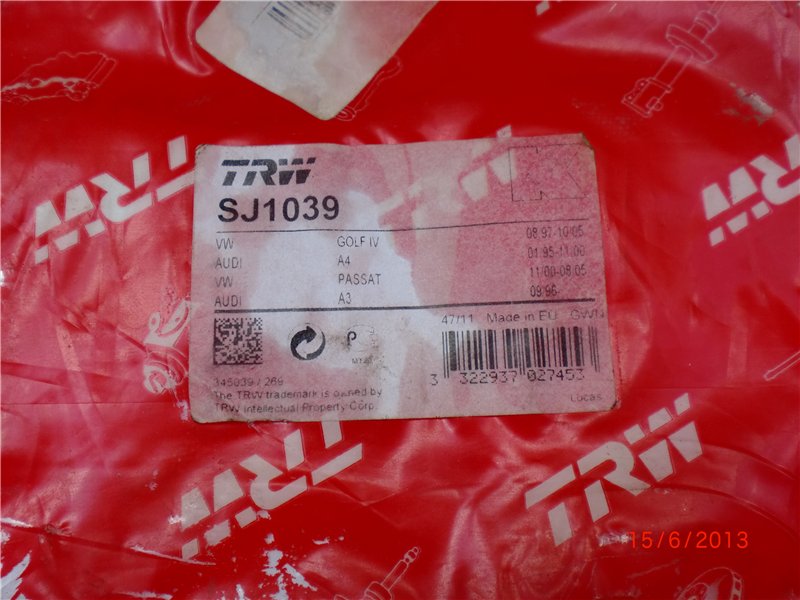 TRW
TRW
TRW
TRW
SJ1039
VW GOLF IV 08.97-10.05
AUDI A4 01.95-11.00
VW PASSAT 11.00-08.05
AUDI A3 09.96-
47/11 Made in EU GWN
345039 / 269
3 322937 027453
The TRW trademark is owned by
TRW Intellectual Property Corp.
Lucas
TRW
TRW
15/6/2013